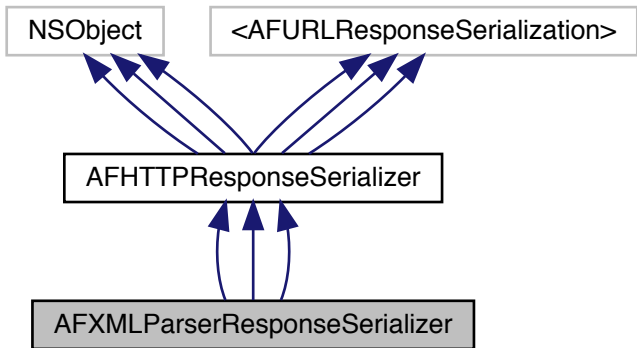 NSObject
<AFURLResponseSerialization>
AFHTTPResponseSerializer
AFXMLParserResponseSerializer